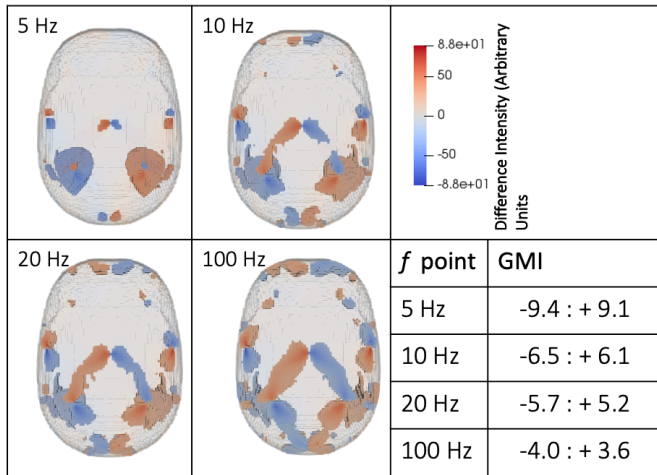 5 Hz
10 Hz
8.8e+01
50
0
-50
-8.8e+01
Difference Intensity (Arbitrary
Units
20 Hz
100 Hz
f point
GMI
5 Hz
-9.4 : + 9.1
10 Hz
-6.5 : + 6.1
20 Hz
-5.7 : + 5.2
100 Hz
-4.0 : + 3.6